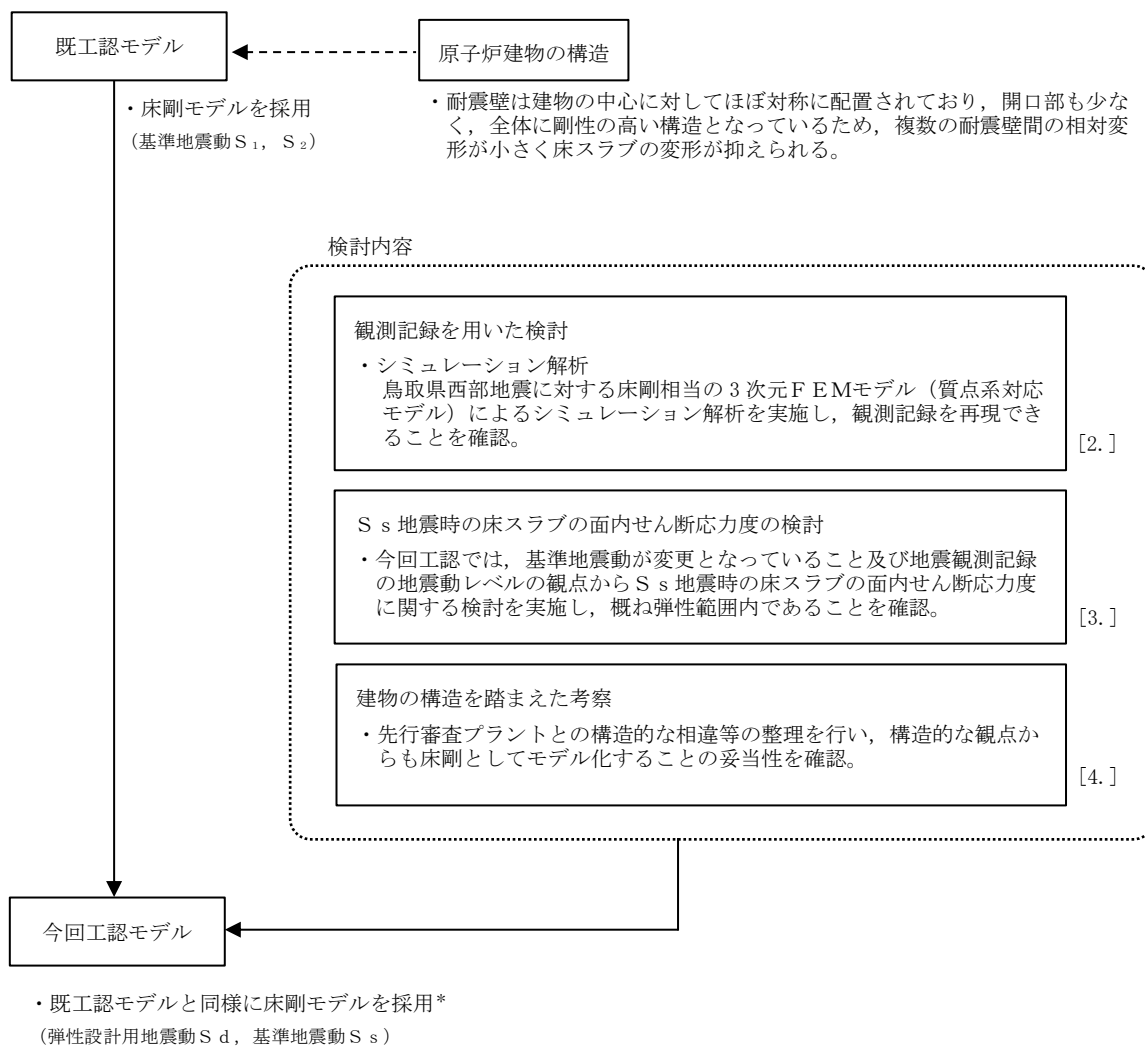 既工認モデル
原子炉建物の構造
・床剛モデルを採用
（基準地震動Ｓ₁，Ｓ₂）
・耐震壁は建物の中心に対してほぼ対称に配置されており，開口部も少な
く，全体に剛性の高い構造となっているため，複数の耐震壁間の相対変
形が小さく床スラブの変形が抑えられる。
検討内容
観測記録を用いた検討
・シミュレーション解析
鳥取県西部地震に対する床剛相当の３次元ＦＥＭモデル（質点系対応
モデル）によるシミュレーション解析を実施し，観測記録を再現でき
ることを確認。
[2.]
Ｓｓ地震時の床スラブの面内せん断応力度の検討
・今回工認では，基準地震動が変更となっていること及び地震観測記録
の地震動レベルの観点からＳｓ地震時の床スラブの面内せん断応力度
に関する検討を実施し，概ね弾性範囲内であることを確認。
[3.]
建物の構造を踏まえた考察
・先行審査プラントとの構造的な相違等の整理を行い，構造的な観点か
らも床剛としてモデル化することの妥当性を確認。
[4.]
今回工認モデル
・既工認モデルと同様に床剛モデルを採用*
（弾性設計用地震動Ｓｄ，基準地震動Ｓｓ）